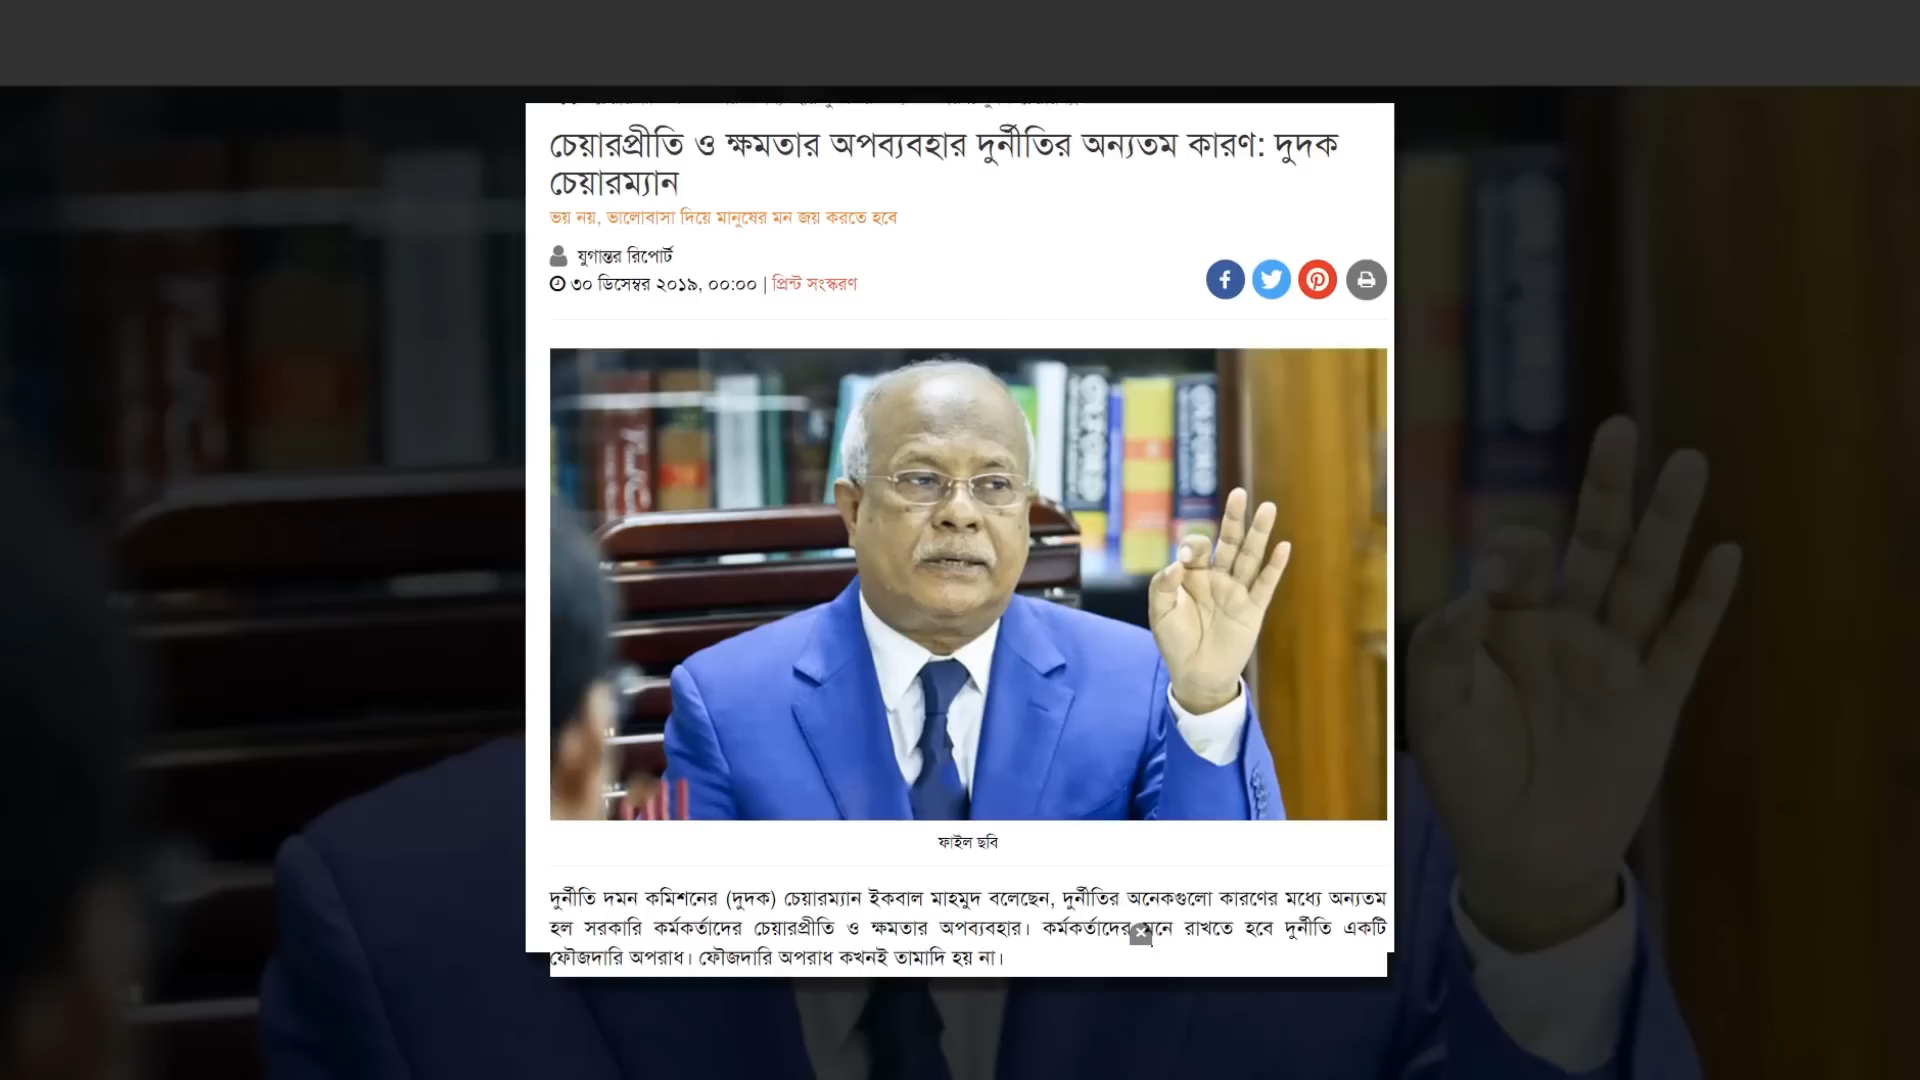 চেয়ারপ্রীতি ও ক্ষমতার অপব্যবহার দুর্নীতির অন্যতম কারণ: দুদক
চেয়ারম্যান
ভয় নয়, ভালোবাসা দিয়ে মানুষের মন জয় করতে হবে
যুগান্তর রিপোর্ট
৩০ ডিসেম্বর ২০১৯, ০০:০০ | প্রিন্ট সংস্করণ
ফাইল ছবি
দুর্নীতি দমন কমিশনের (দুদক) চেয়ারম্যান ইকবাল মাহমুদ বলেছেন, দুর্নীতির অনেকগুলো কারণের মধ্যে অন্যতম
হল সরকারি কর্মকর্তাদের চেয়ারপ্রীতি ও ক্ষমতার অপব্যবহার। কর্মকর্তাদের মনে রাখতে হবে দুর্নীতি একটি
ফৌজদারি অপরাধ। ফৌজদারি অপরাধ কখনই তামাদি হয় না।